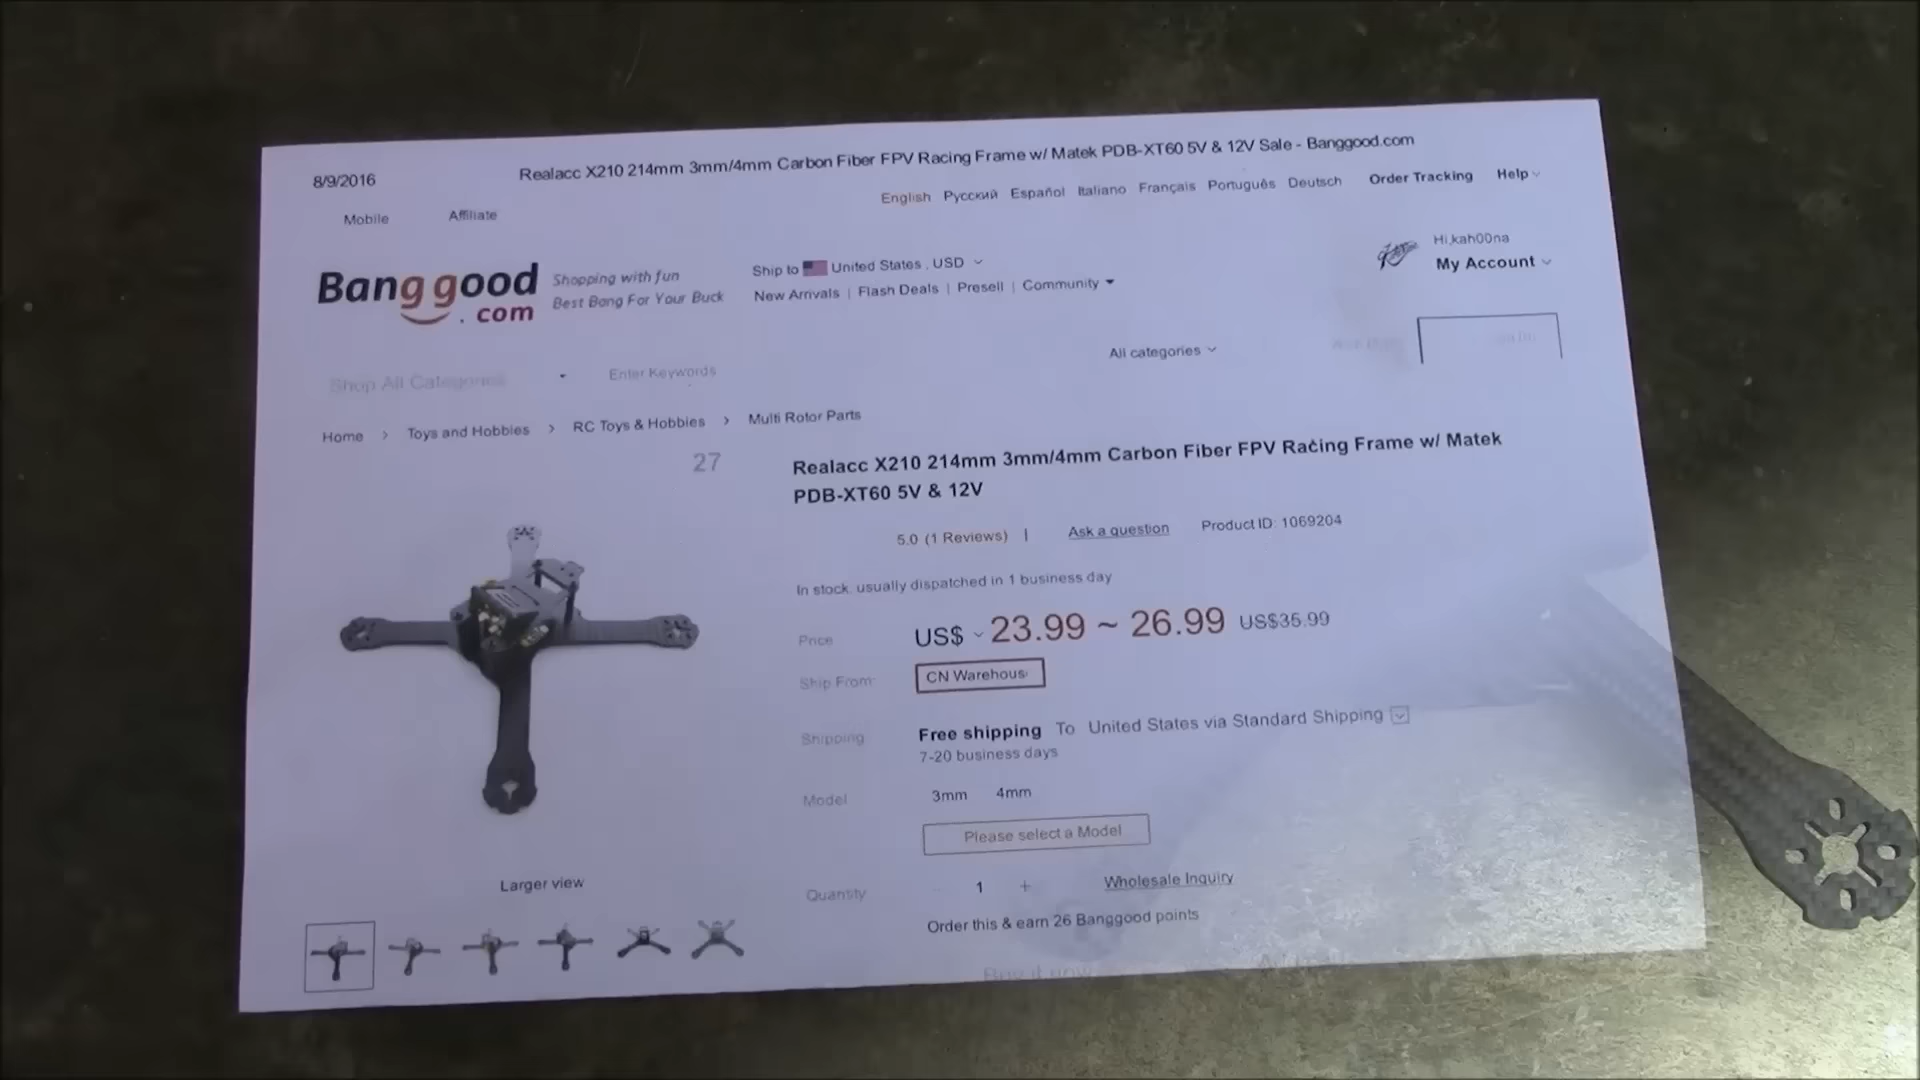 8/9/2016
Realacc X210 214mm 3mm/4mm Carbon Fiber FPV Racing Frame w/ Matek PDB-XT60 5V & 12V Sale - Banggood.com
English Русский Español Italiano Français Português Deutsch Order Tracking Help
Mobile Affiliate
Hi,kah00na
My Account
Banggood
.com
Shopping with fun
Best Bang For Your Buck
Ship to United States , USD
New Arrivals | Flash Deals | Presell | Community
All categories
Shop All Categories
Enter Keywords
Home > Toys and Hobbies > RC Toys & Hobbies > Multi Rotor Parts
27
Realacc X210 214mm 3mm/4mm Carbon Fiber FPV Racing Frame w/ Matek
PDB-XT60 5V & 12V
5.0 (1 Reviews) | Ask a question Product ID: 1069204
In stock, usually dispatched in 1 business day
Price US$ 23.99 ~ 26.99 US$35.99
Ship From: CN Warehous
Shipping Free shipping To United States via Standard Shipping
7-20 business days
Model 3mm 4mm
Please select a Model
Larger view
Quantity 1 + Wholesale Inquiry
Order this & earn 26 Banggood points
Buy it now